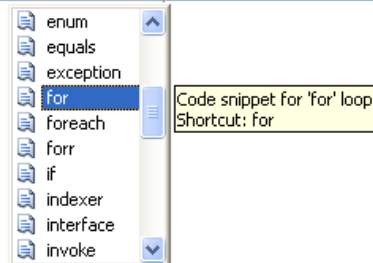 enum
equals
exception
for
Code snippet for 'for' loop
Shortcut: for
foreach
forr
if
indexer
interface
invoke